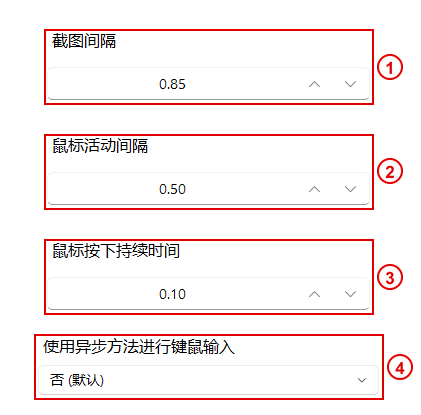 截图间隔
0.85
1
鼠标活动间隔
0.50
2
鼠标按下持续时间
0.10
3
使用异步方法进行键鼠输入
否 (默认)
4